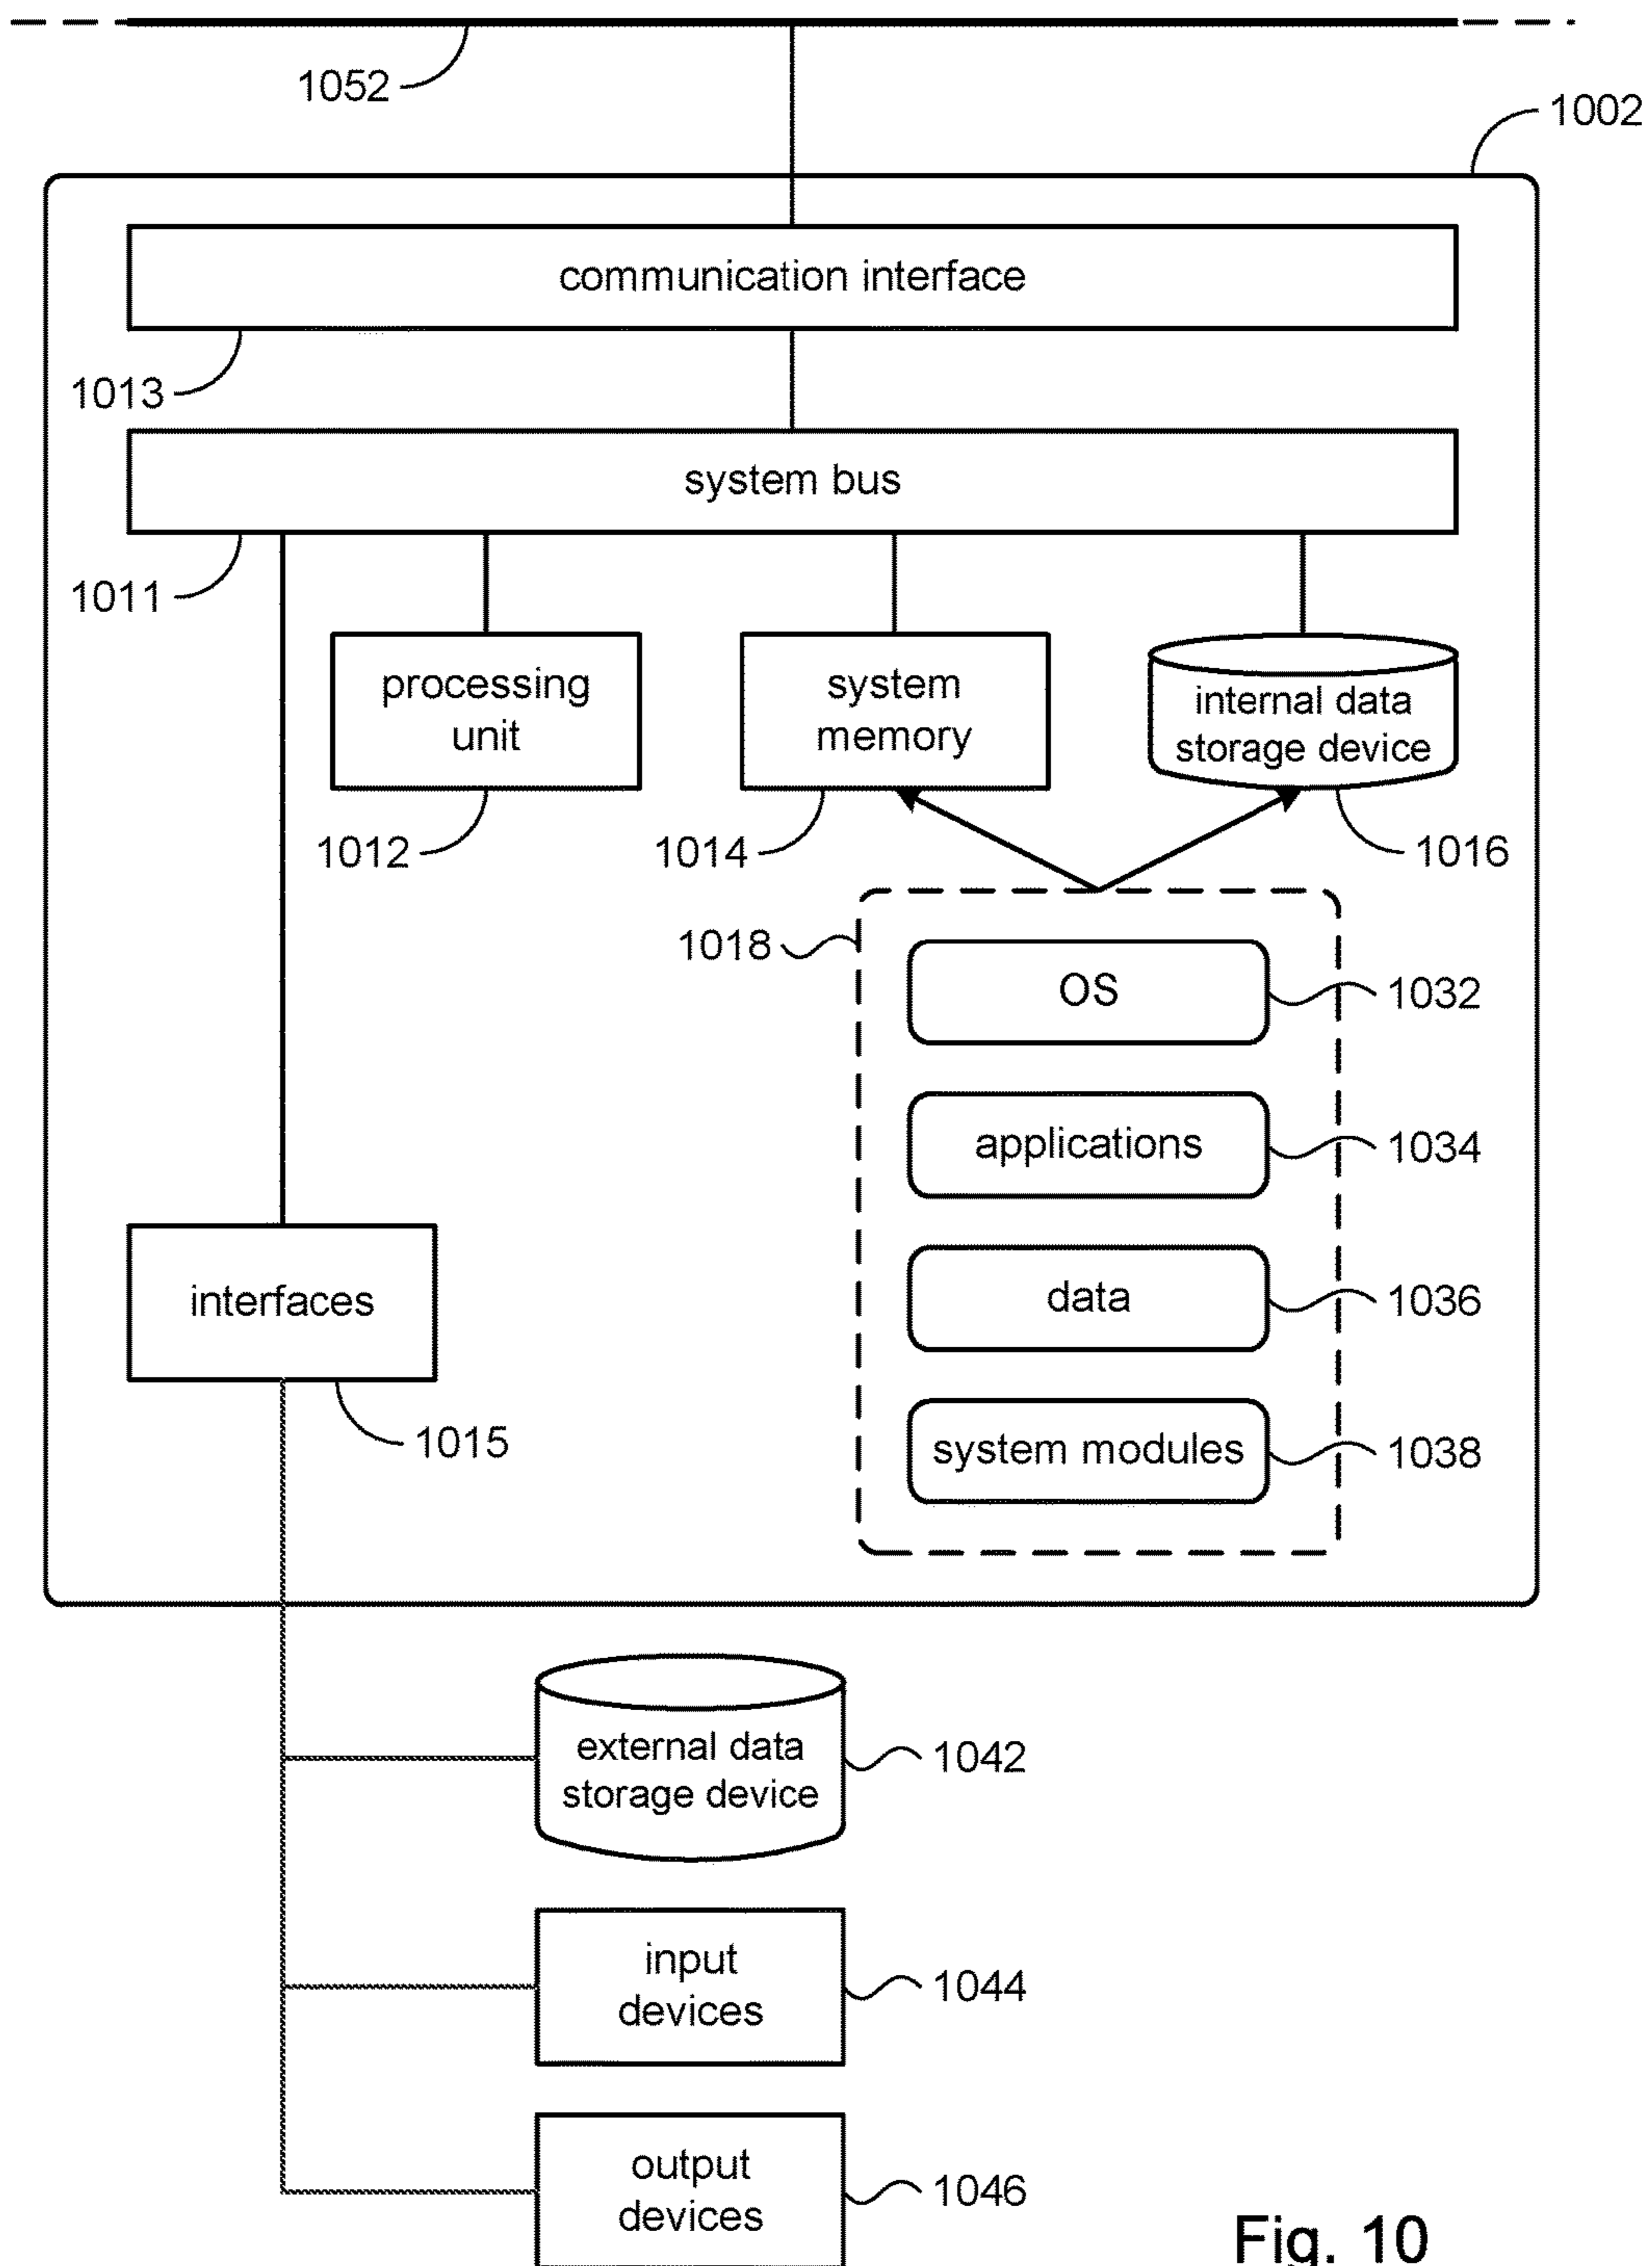 1052
1002
communication interface
1013
system bus
1011
processing
unit
system
memory
internal data
storage device
1012
1014
1016
1018
OS
1032
applications
1034
data
1036
interfaces
1015
system modules
1038
external data
storage device
1042
input
devices
1044
output
devices
1046
Fig. 10